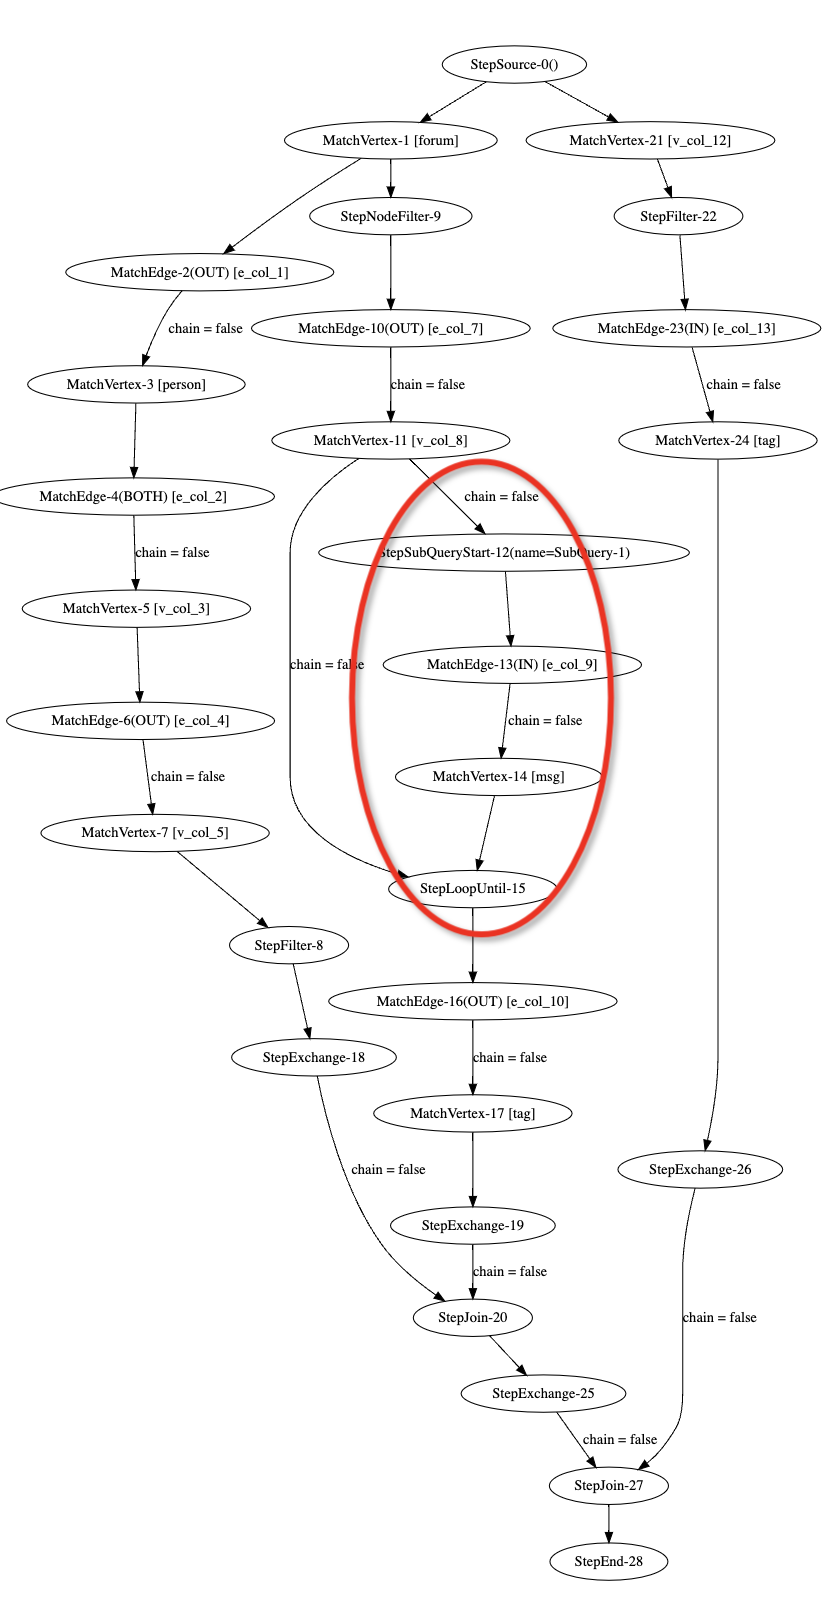 StepSource-0()
MatchVertex-1 [forum]
MatchVertex-21 [v_col_12]
StepNodeFilter-9
StepFilter-22
MatchEdge-2(OUT) [e_col_1]
chain = false
MatchEdge-10(OUT) [e_col_7]
MatchEdge-23(IN) [e_col_13]
MatchVertex-3 [person]
chain = false
chain = false
MatchVertex-11 [v_col_8]
MatchVertex-24 [tag]
MatchEdge-4(BOTH) [e_col_2]
chain = false
chain = false
StepSubQueryStart-12(name=SubQuery-1)
MatchVertex-5 [v_col_3]
chain = false
MatchEdge-13(IN) [e_col_9]
MatchEdge-6(OUT) [e_col_4]
chain = false
chain = false
MatchVertex-14 [msg]
MatchVertex-7 [v_col_5]
StepLoopUntil-15
StepFilter-8
MatchEdge-16(OUT) [e_col_10]
StepExchange-18
chain = false
MatchVertex-17 [tag]
chain = false
StepExchange-26
StepExchange-19
chain = false
StepJoin-20
chain = false
StepExchange-25
chain = false
StepJoin-27
StepEnd-28